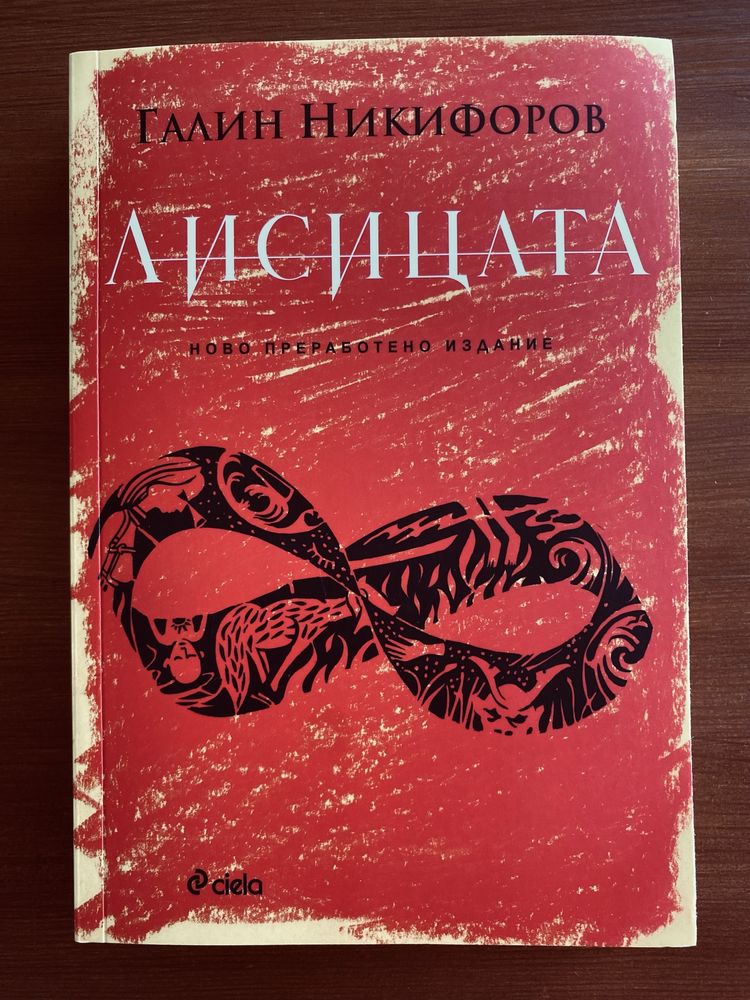 Галин Никифоров
ЛИСИЦАТА
НОВО ПРЕРАБОТЕНО ИЗДАНИЕ
ciela